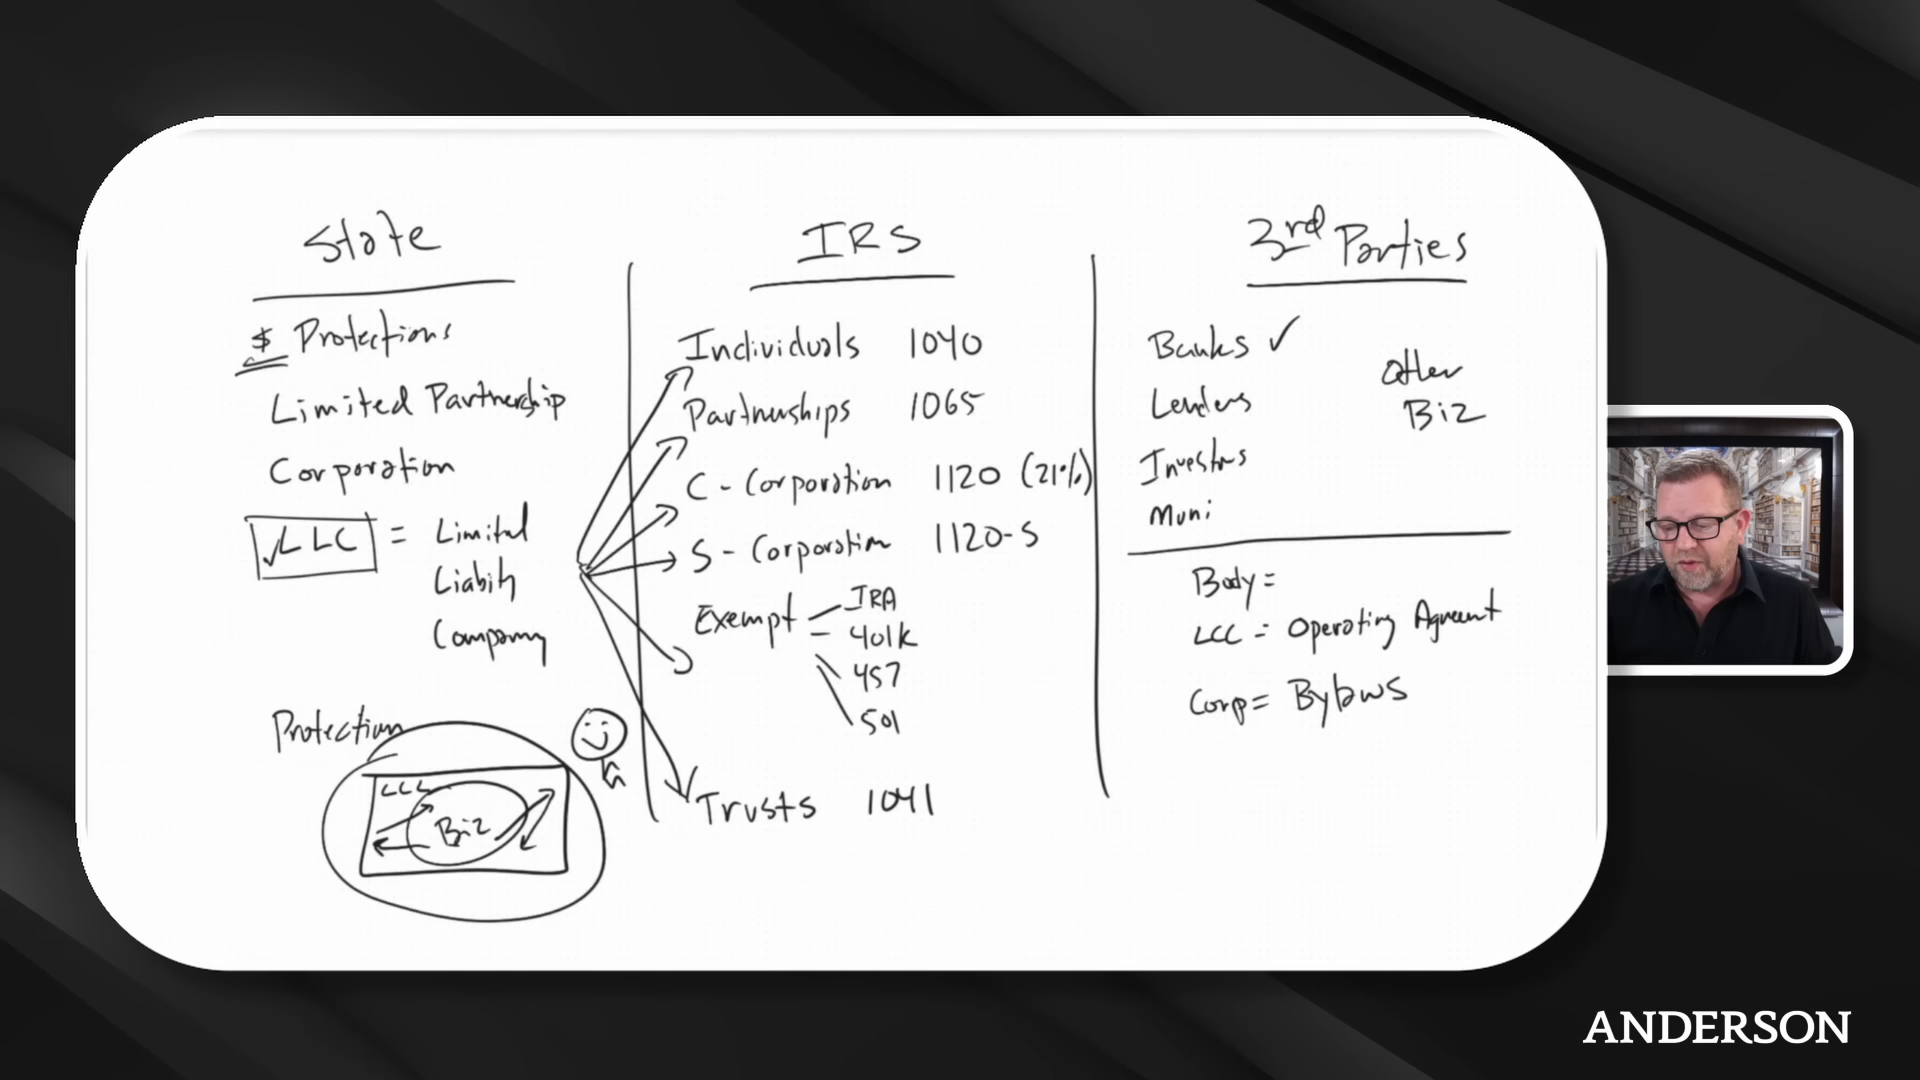 State
$ Protections
Limited Partnership
Corporation
LLC = Limited
Liability
Company
Protection
LLC
Biz
IRS
Individuals 1040
Partnerships 1065
C - Corporation 1120 (21%)
S - Corporation 1120-S
Exempt
IRA
401K
457
501
Trusts 1041
3rd Parties
Banks ✓
Lenders
Investors
Muni
Other
Biz
Body =
LLC = Operating Agreement
Corp = Bylaws
ANDERSON